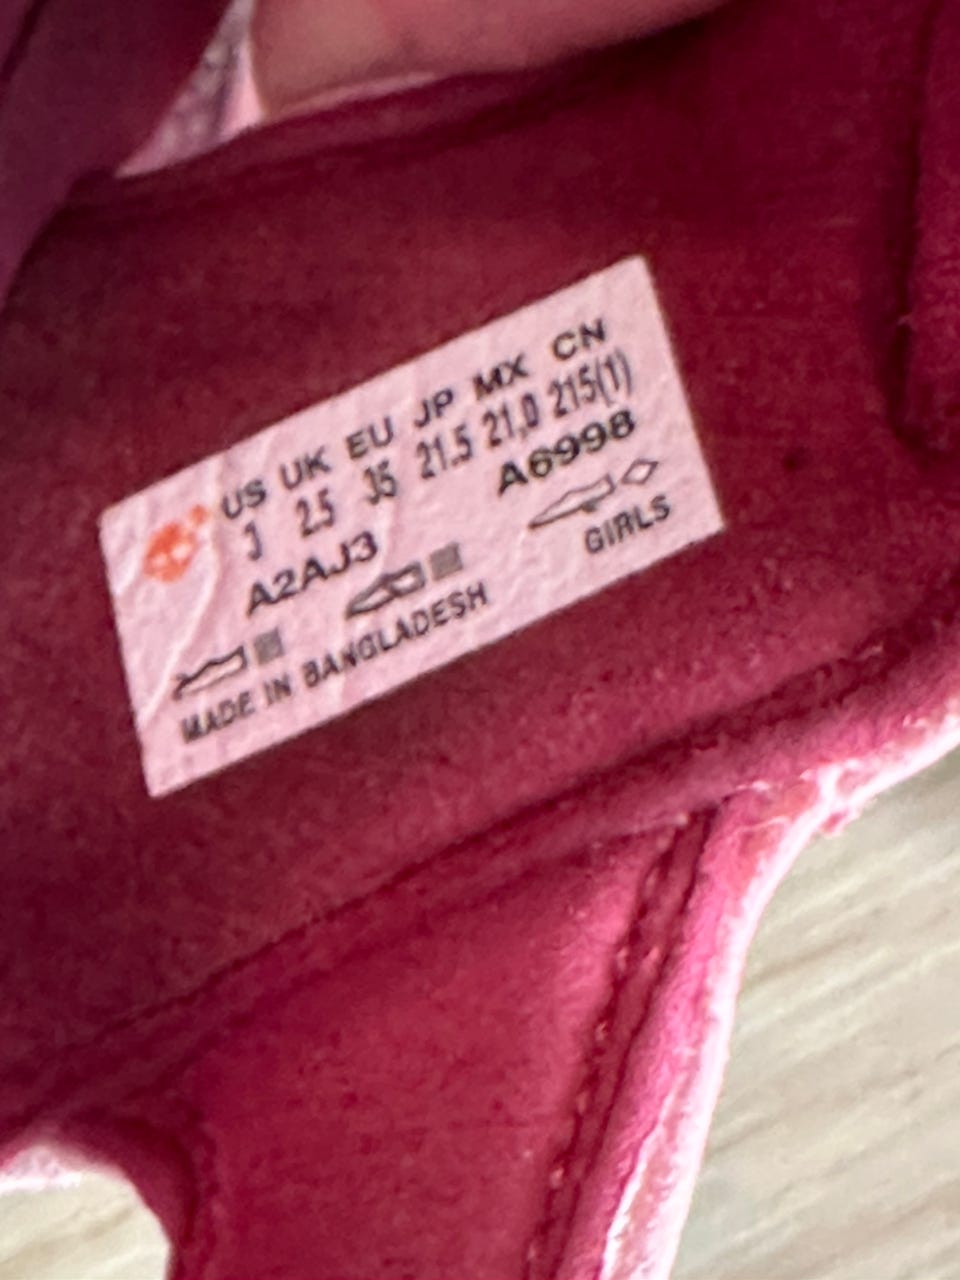 US UK EU JP MX CN
3 2.5 35 21.5 21,0 215(1)
A2AJ3 A6998
GIRLS
MADE IN BANGLADESH